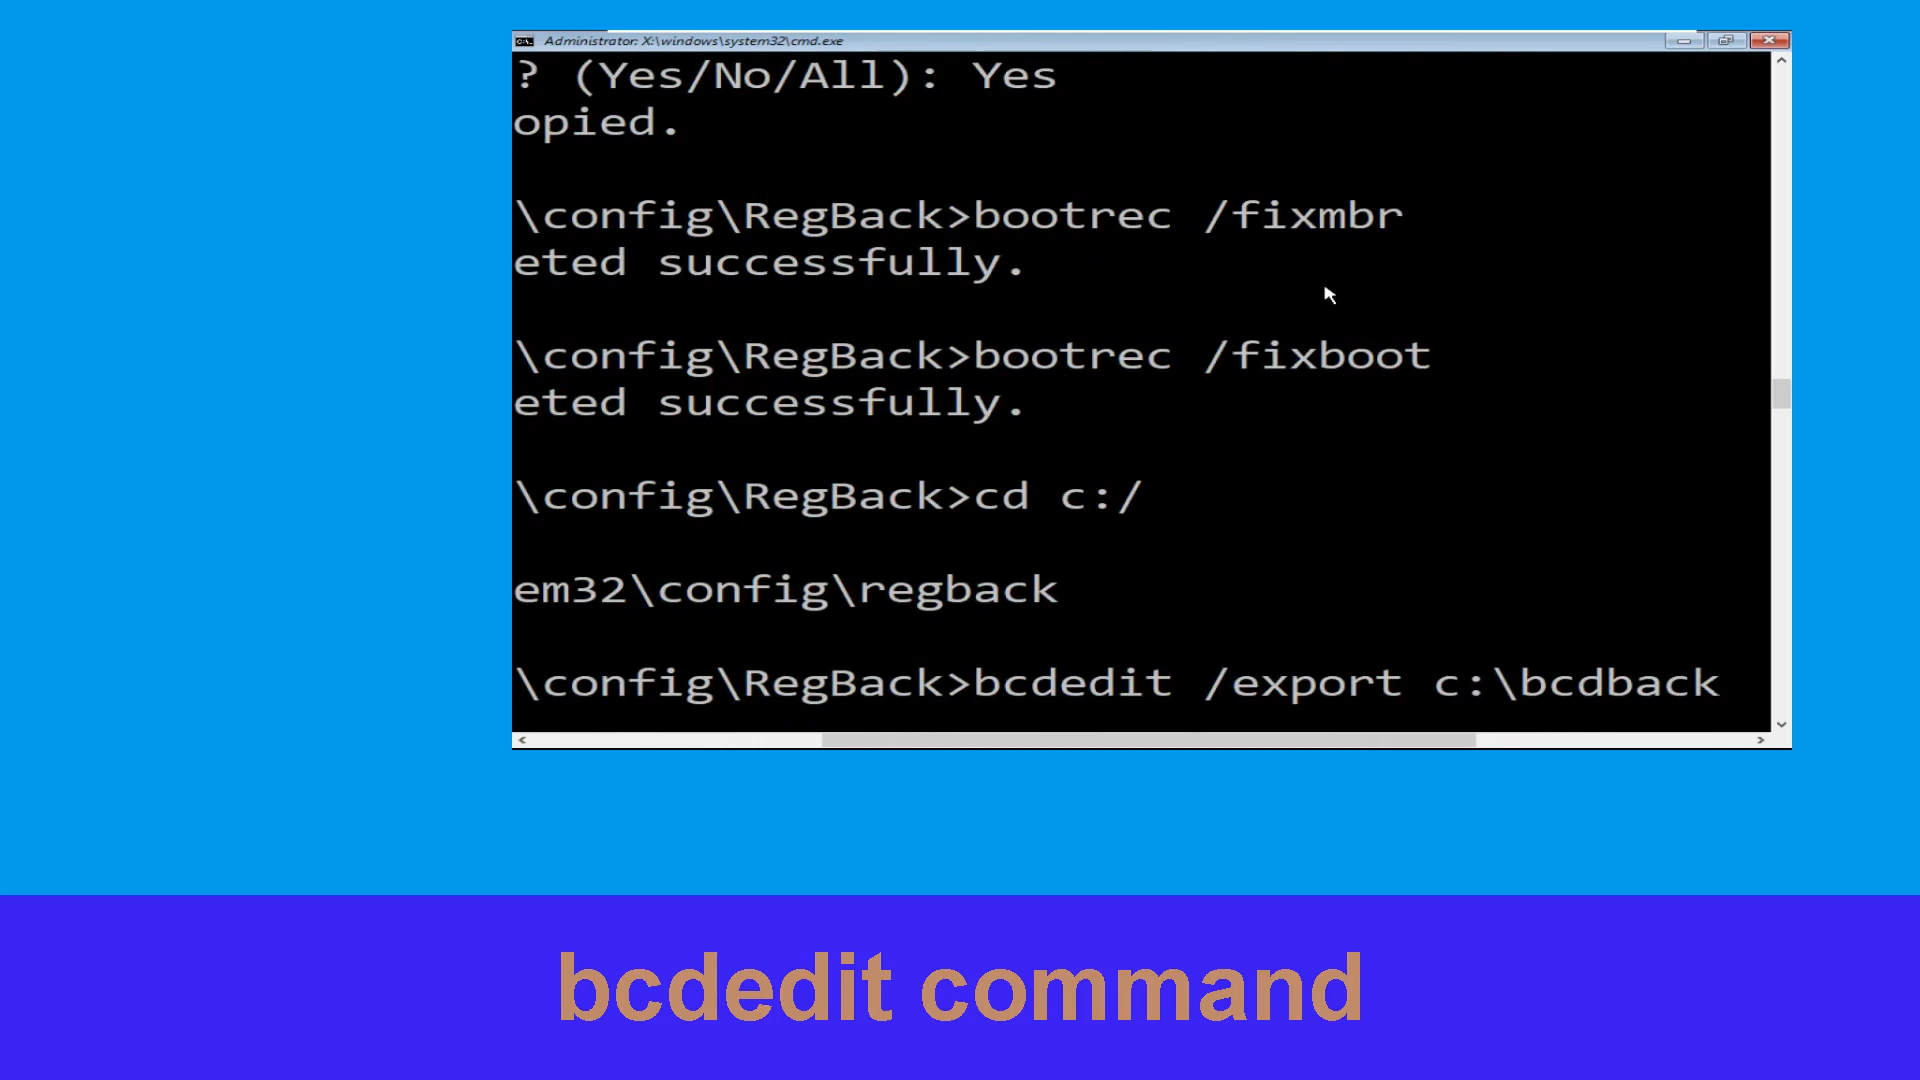 Administrator: X:\windows\system32\cmd.exe
? (Yes/No/All): Yes
opied.
\config\RegBack>bootrec /fixmbr
eted successfully.
\config\RegBack>bootrec /fixboot
eted successfully.
\config\RegBack>cd c:/
em32\config\regback
\config\RegBack>bcdedit /export c:\bcdback
bcdedit command